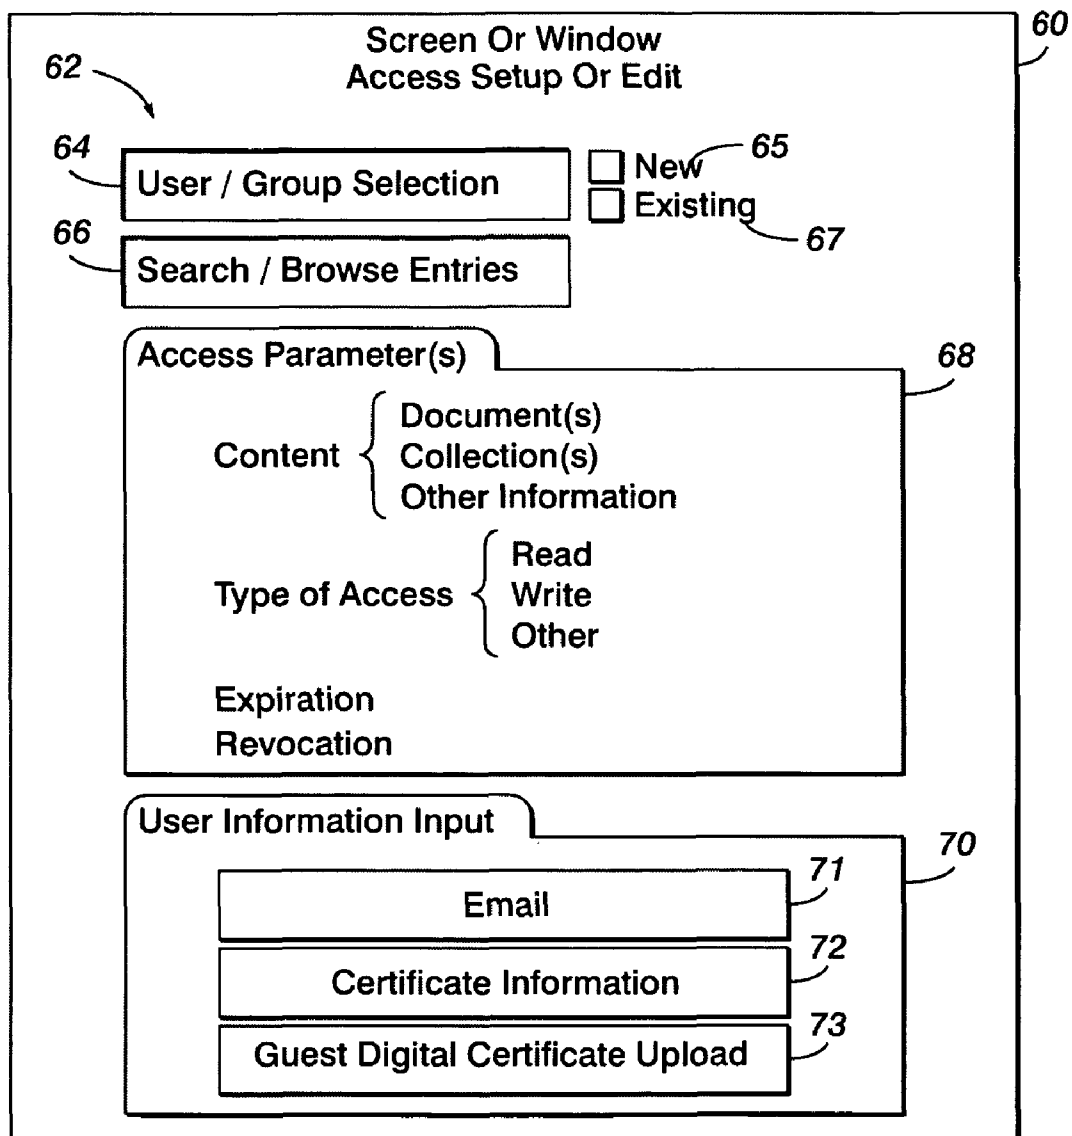 60
Screen Or Window
Access Setup Or Edit
62
64
User / Group Selection
New
65
Existing
67
66
Search / Browse Entries
Access Parameter(s)
68
Content
Document(s)
Collection(s)
Other Information
Type of Access
Read
Write
Other
Expiration
Revocation
User Information Input
70
Email
71
Certificate Information
72
Guest Digital Certificate Upload
73